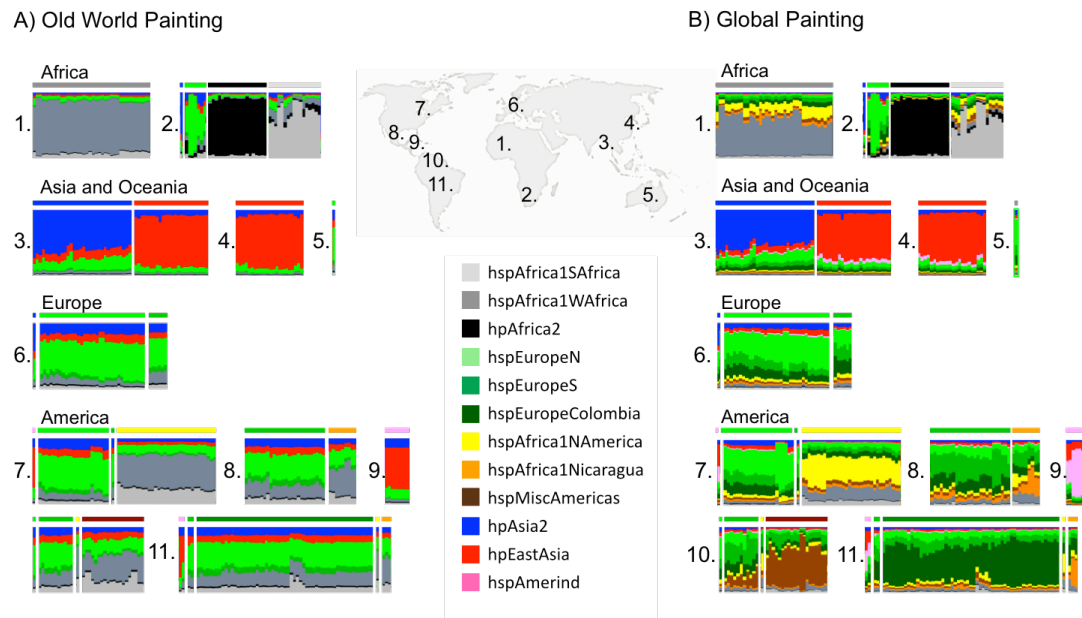 A) Old World Painting
Africa
1.
2.
Asia and Oceania
3.
4.
5.
Europe
6.
America
7.
8.
9.
11.
7.
6.
8.
9.
4.
1.
3.
10.
11.
2.
5.
hspAfrica1SAfrica
hspAfrica1WAfrica
hpAfrica2
hspEuropeN
hspEuropeS
hspEuropeColombia
hspAfrica1NAmerica
hspAfrica1Nicaragua
hspMiscAmericas
hpAsia2
hpEastAsia
hspAmerind
B) Global Painting
Africa
1.
2.
Asia and Oceania
3.
4.
5.
Europe
6.
America
7.
8.
9.
10.
11.